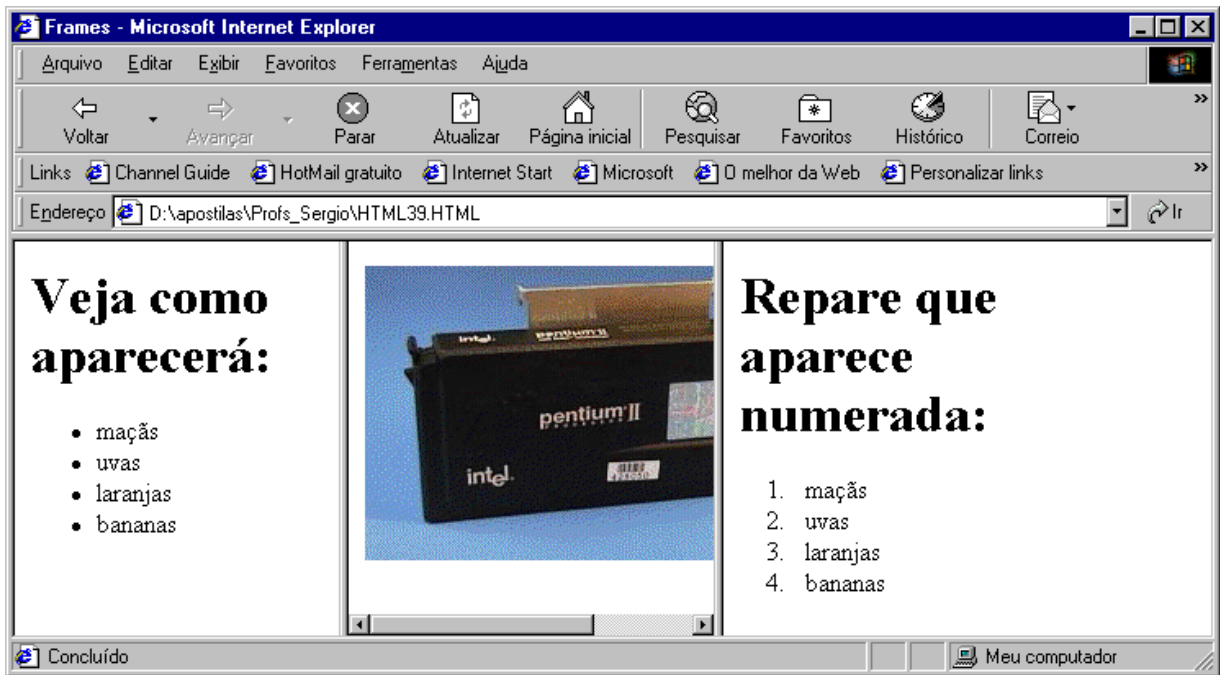 Frames - Microsoft Internet Explorer
Arquivo Editar Exibir Favoritos Ferramentas Ajuda
Voltar Avançar Parar Atualizar Página inicial Pesquisar Favoritos Histórico Correio »
Links Channel Guide HotMail gratuito Internet Start Microsoft O melhor da Web Personalizar links »
Endereço D:\apostilas\Profs_Sergio\HTML39.HTML Ir
Veja como
aparecerá:
• maçãs
• uvas
• laranjas
• bananas
intel. pentium II
pentium II
intel.
Repare que
aparece
numerada:
1. maçãs
2. uvas
3. laranjas
4. bananas
Concluído Meu computador